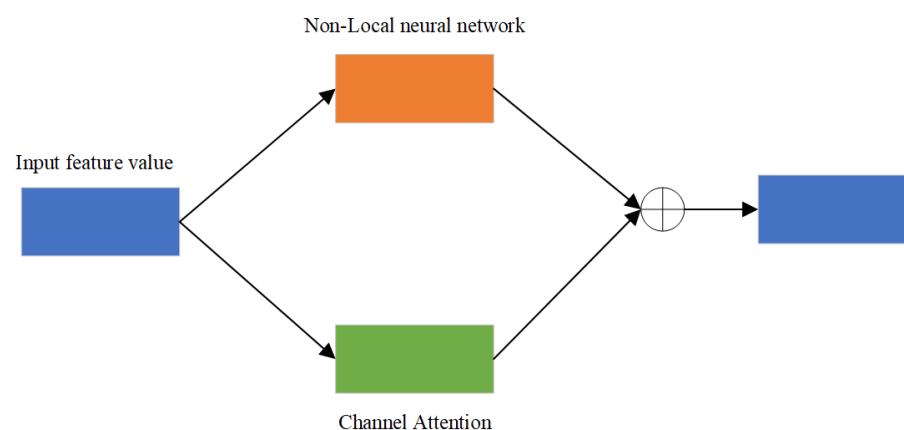 Non-Local neural network
Input feature value
Channel Attention